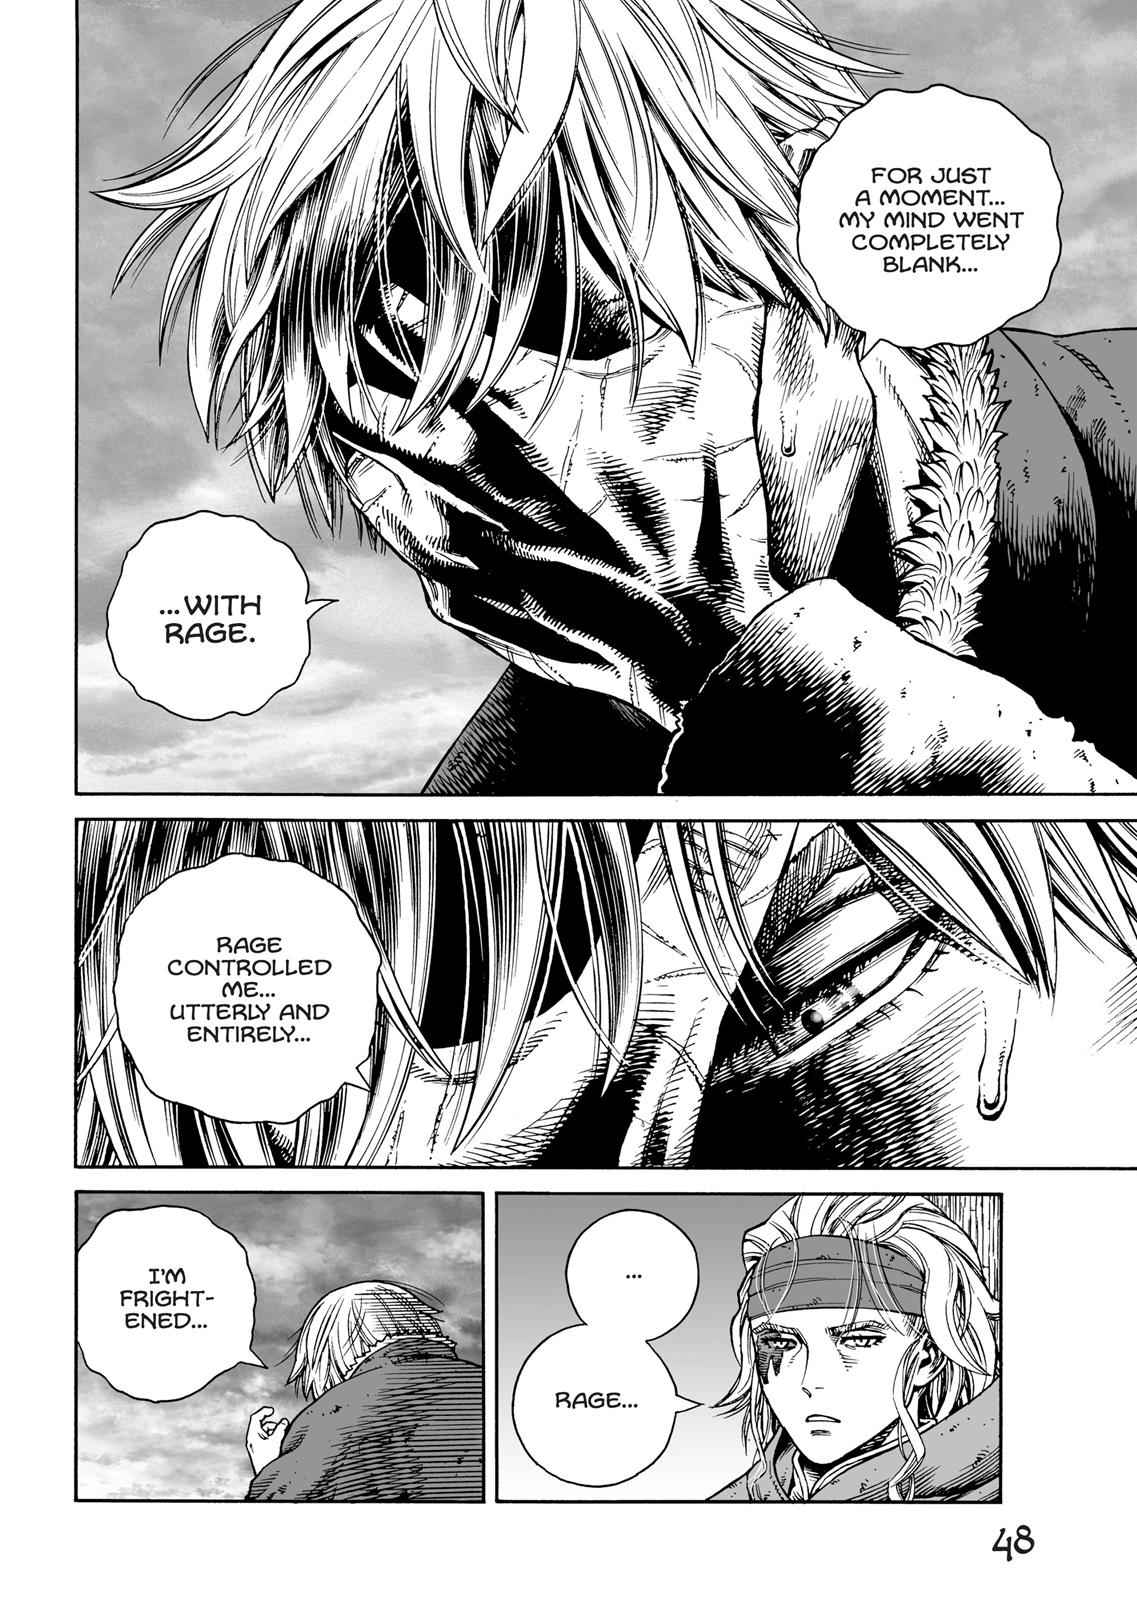 FOR JUST
A MOMENT...
MY MIND WENT
COMPLETELY
BLANK...
...WITH
RAGE.
RAGE
CONTROLLED
ME...
UTTERLY AND
ENTIRELY...
...
RAGE...
I'M
FRIGHT-
ENED...
48